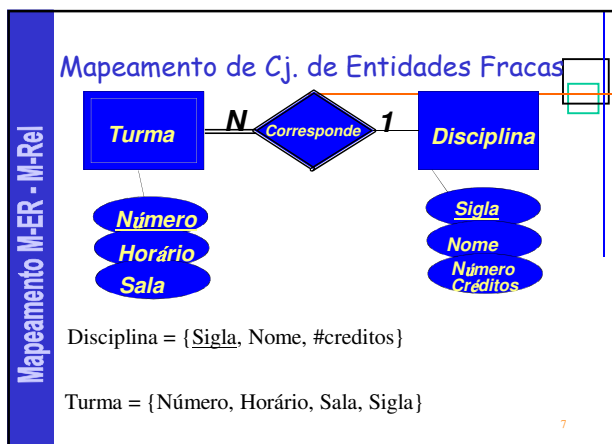 Mapeamento M-ER - M-Rel
Mapeamento de Cj. de Entidades Fracas
Turma
N
Corresponde
1
Disciplina
Número
Horário
Sala
Sigla
Nome
Número
Créditos
Disciplina = {Sigla, Nome, #creditos}
Turma = {Número, Horário, Sala, Sigla}
7